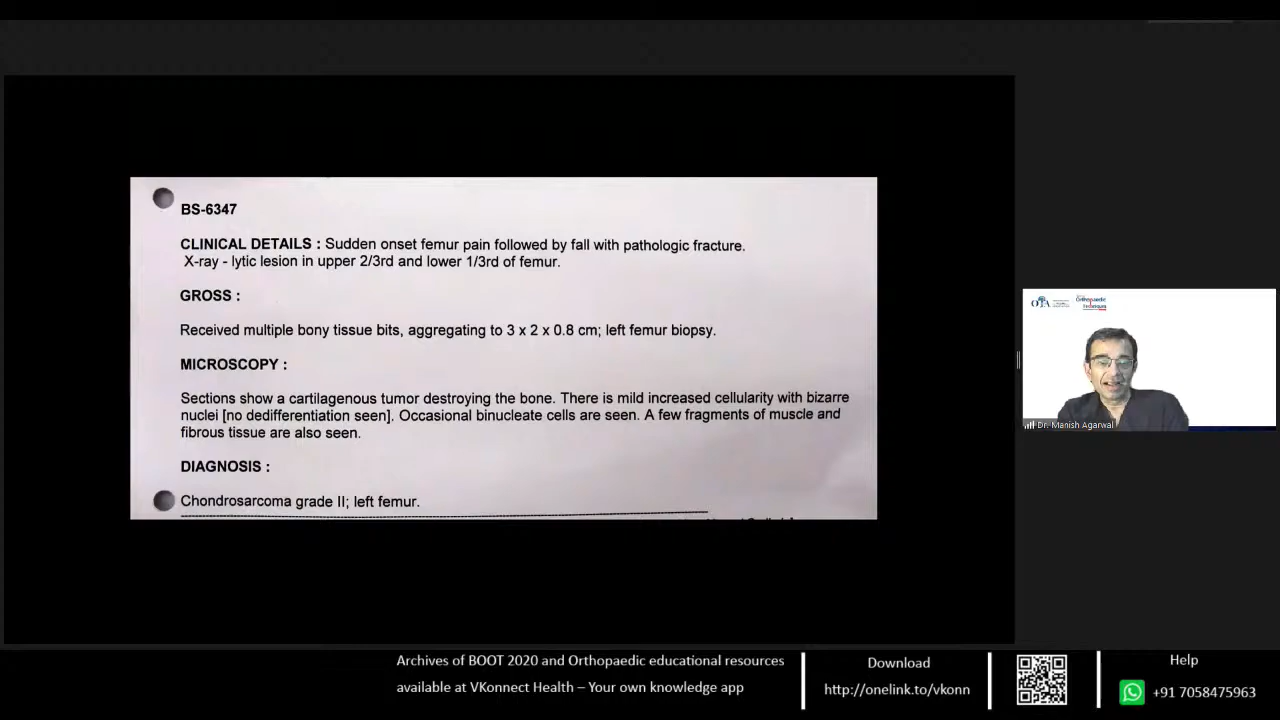 BS-6347
CLINICAL DETAILS : Sudden onset femur pain followed by fall with pathologic fracture.
X-ray - lytic lesion in upper 2/3rd and lower 1/3rd of femur.
GROSS :
Received multiple bony tissue bits, aggregating to 3 x 2 x 0.8 cm; left femur biopsy.
MICROSCOPY :
Sections show a cartilagenous tumor destroying the bone. There is mild increased cellularity with bizarre
nuclei [no dedifferentiation seen]. Occasional binucleate cells are seen. A few fragments of muscle and
fibrous tissue are also seen.
DIAGNOSIS :
Chondrosarcoma grade II; left femur.
Orthopaedic
Dr. Manish Agarwal
Archives of BOOT 2020 and Orthopaedic educational resources
available at VKonnect Health – Your own knowledge app
Download
http://onelink.to/vkonn
Help
+91 7058475963